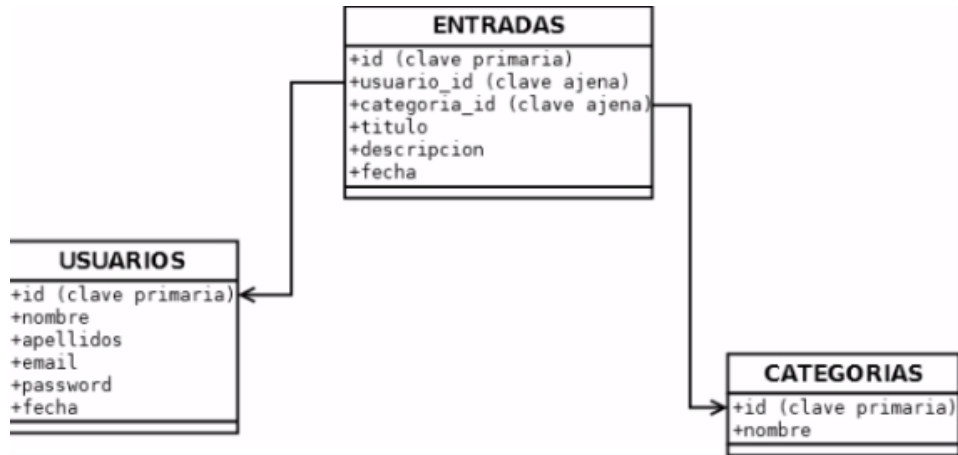 ENTRADAS
+id (clave primaria)
+usuario_id (clave ajena)
+categoria_id (clave ajena)
+titulo
+descripcion
+fecha
USUARIOS
+id (clave primaria)
+nombre
+apellidos
+email
+password
+fecha
CATEGORIAS
+id (clave primaria)
+nombre